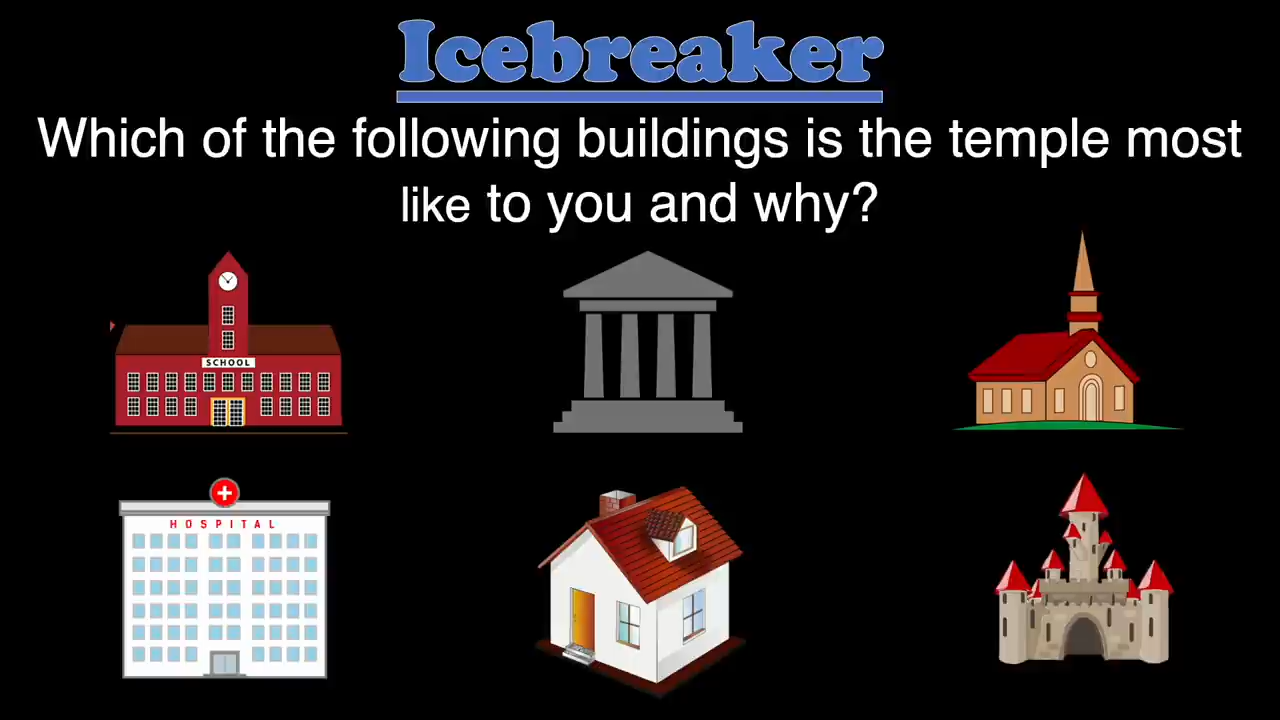 Icebreaker
Which of the following buildings is the temple most
like to you and why?
SCHOOL
HOSPITAL